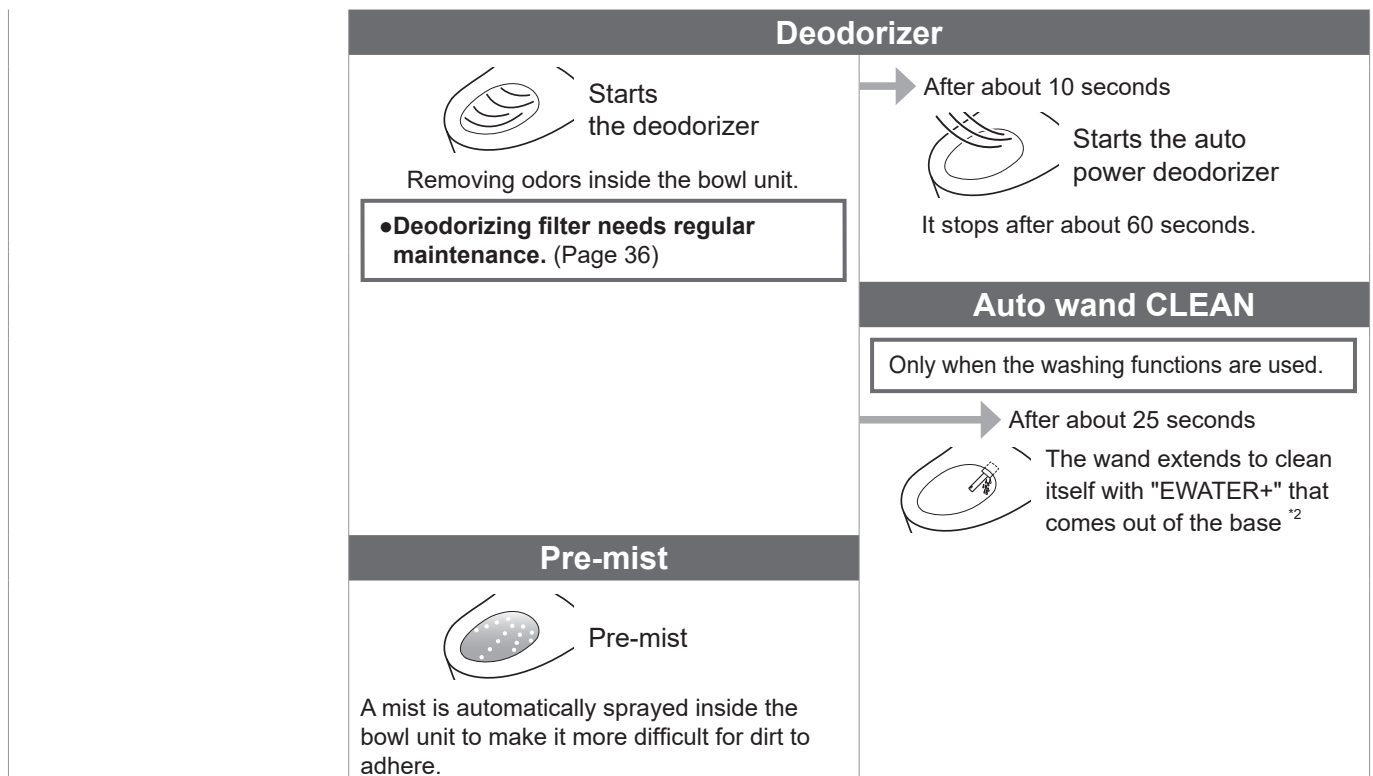 Deodorizer
Starts
the deodorizer
Removing odors inside the bowl unit.
●Deodorizing filter needs regular
maintenance. (Page 36)
After about 10 seconds
Starts the auto
power deodorizer
It stops after about 60 seconds.
Auto wand CLEAN
Only when the washing functions are used.
After about 25 seconds
The wand extends to clean
itself with "EWATER+" that
comes out of the base *2
Pre-mist
Pre-mist
A mist is automatically sprayed inside the
bowl unit to make it more difficult for dirt to
adhere.